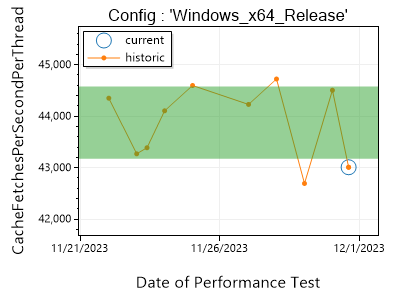 Config : 'Windows_x64_Release'
current
historic
CacheFetchesPerSecondPerThread
45,000
44,000
43,000
42,000
11/21/2023
11/26/2023
12/1/2023
Date of Performance Test